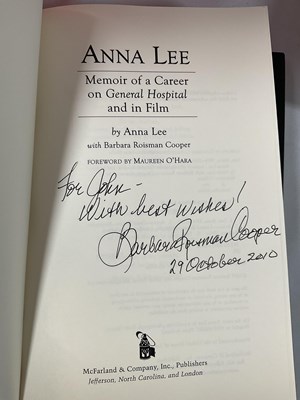 ANNA LEE
Memoir of a Career
on General Hospital
and in Film
by Anna Lee
with Barbara Roisman Cooper
FOREWORD BY MAUREEN O'HARA
For John –
With best wishes!
Barbara Roisman Cooper
29 October 2010
McFarland & Company, Inc., Publishers
Jefferson, North Carolina, and London